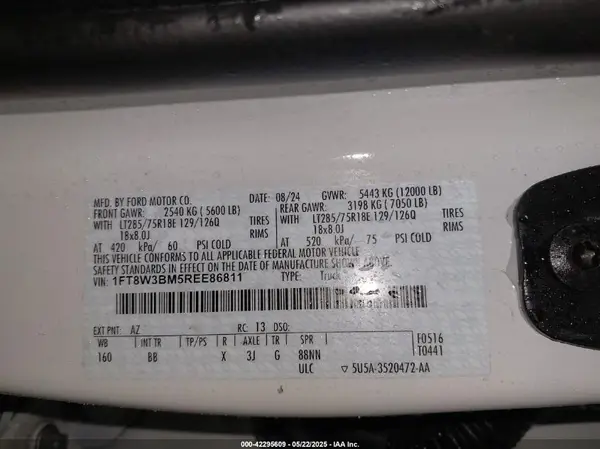 MFD. BY FORD MOTOR CO.
DATE: 08/24 GVWR: 5443 KG (12000 LB)
FRONT GAWR: 2540 KG (5600 LB) REAR GAWR: 3198 KG (7050 LB)
WITH LT285/75R18E 129/126Q TIRES WITH LT285/75R18E 129/126Q TIRES
18x8.0J RIMS 18x8.0J RIMS
AT 420 kPa/ 60 PSI COLD AT 520 kPa/ 75 PSI COLD
THIS VEHICLE CONFORMS TO ALL APPLICABLE FEDERAL MOTOR VEHICLE
SAFETY STANDARDS IN EFFECT ON THE DATE OF MANUFACTURE SHOWN ABOVE.
VIN: 1FT8W3BM5REE86811 TYPE: Truck
EXT PNT: AZ RC: 13 DSO:
WB INT TR TP/PS R AXLE TR SPR
160 BB X 3J G 88NN
ULC
F0516
T0441
▽ 5U5A-3520472-AA
000-42295609 - 05/22/2025 - IAA Inc.